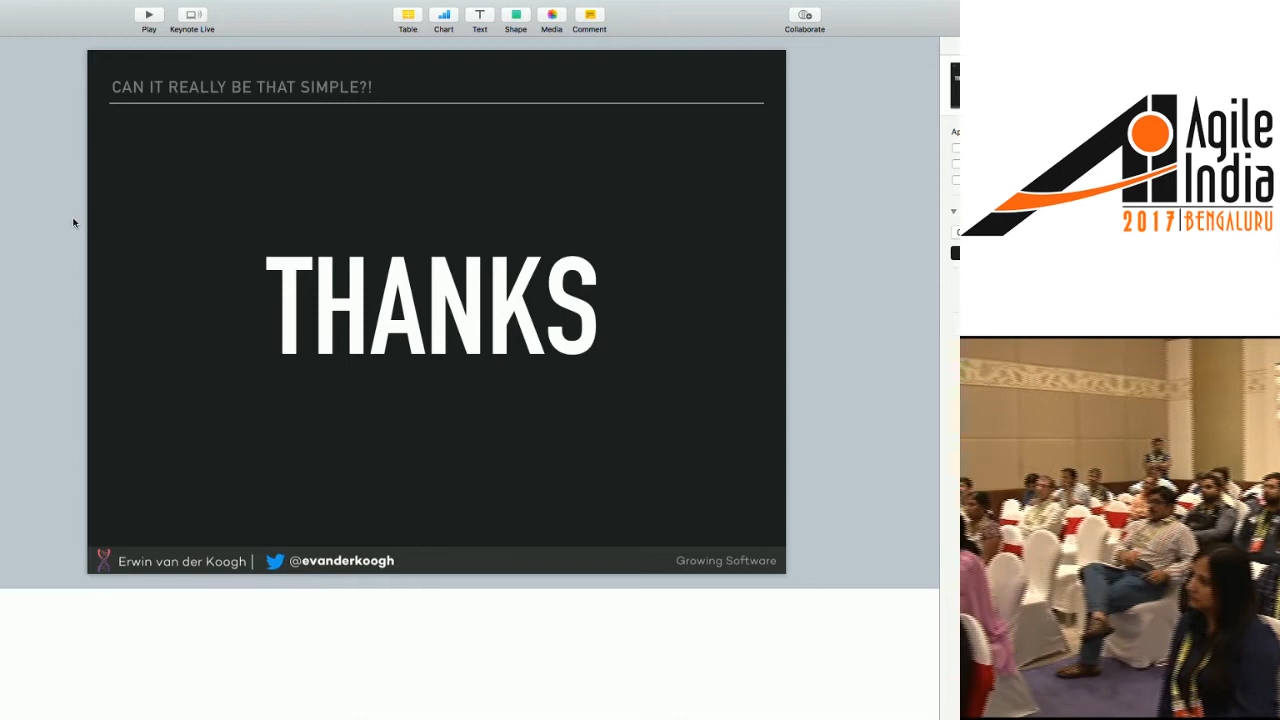 Play
Keynote Live
Table
Chart
Text
Shape
Media
Comment
Collaborate
CAN IT REALLY BE THAT SIMPLE?!
THANKS
Erwin van der Koogh |
@evanderkoogh
Growing Software
Agile
India
2017 | BENGALURU